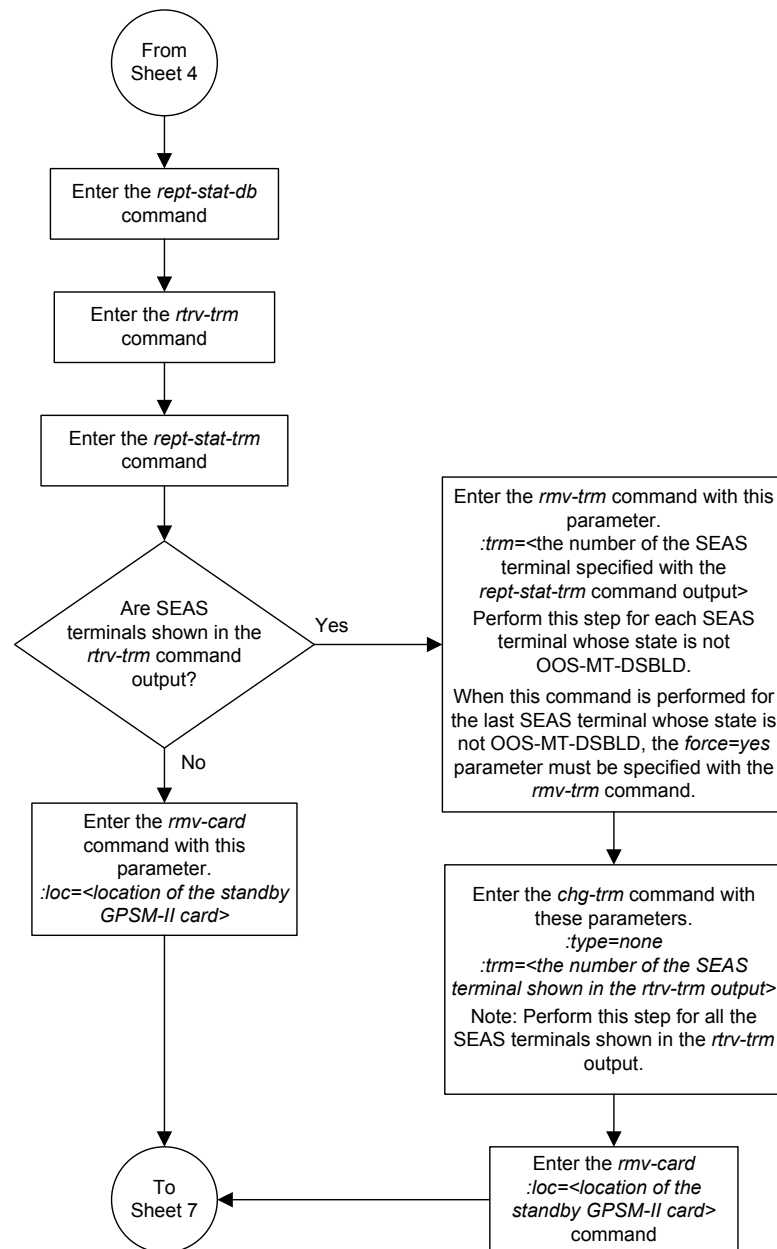 From
Sheet 4
Enter the rept-stat-db
command
Enter the rtrv-trm
command
Enter the rept-stat-trm
command
Are SEAS
terminals shown in the
rtrv-trm command
output?
Yes
No
Enter the rmv-trm command with this
parameter.
:trm=<the number of the SEAS
terminal specified with the
rept-stat-trm command output>
Perform this step for each SEAS
terminal whose state is not
OOS-MT-DSBLD.
When this command is performed for
the last SEAS terminal whose state is
not OOS-MT-DSBLD, the force=yes
parameter must be specified with the
rmv-trm command.
Enter the rmv-card
command with this
parameter.
:loc=<location of the standby
GPSM-II card>
Enter the chg-trm command with
these parameters.
:type=none
:trm=<the number of the SEAS
terminal shown in the rtrv-trm output>
Note: Perform this step for all the
SEAS terminals shown in the rtrv-trm
output.
Enter the rmv-card
:loc=<location of the
standby GPSM-II card>
command
To
Sheet 7